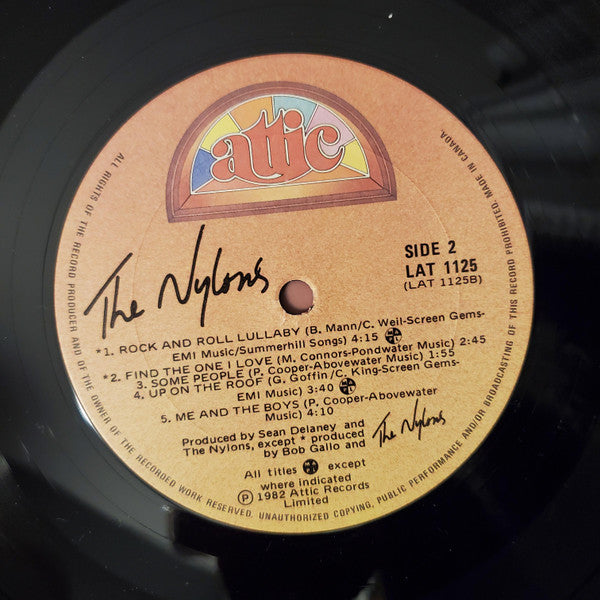 attic
The Nylons
SIDE 2
LAT 1125
(LAT 1125B)
*1. ROCK AND ROLL LULLABY (B. Mann/C. Weil-Screen Gems-
EMI Music/Summerhill Songs) 4:15
*2. FIND THE ONE I LOVE (M. Connors-Pondwater Music) 2:45
3. SOME PEOPLE (P. Cooper-Abovewater Music) 1:55
4. UP ON THE ROOF (G. Goffin/C. King-Screen Gems-
EMI Music) 3:40
5. ME AND THE BOYS (P. Cooper-Abovewater
Music) 4:10
Produced by Sean Delaney and
The Nylons, except * produced
by Bob Gallo and The Nylons
All titles except
where indicated
Ⓟ 1982 Attic Records
Limited
ALL RIGHTS OF THE RECORD PRODUCER AND OF THE OWNER OF THE RECORDED WORK RESERVED. UNAUTHORIZED COPYING, PUBLIC PERFORMANCE AND/OR BROADCASTING OF THIS RECORD PROHIBITED. MADE IN CANADA.